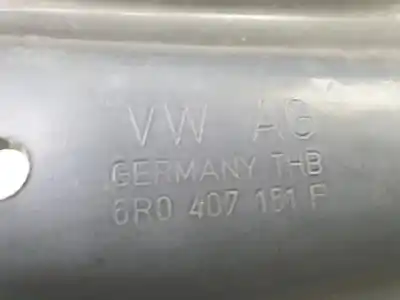 VW AG
GERMANY THB
6R0 407 151 F